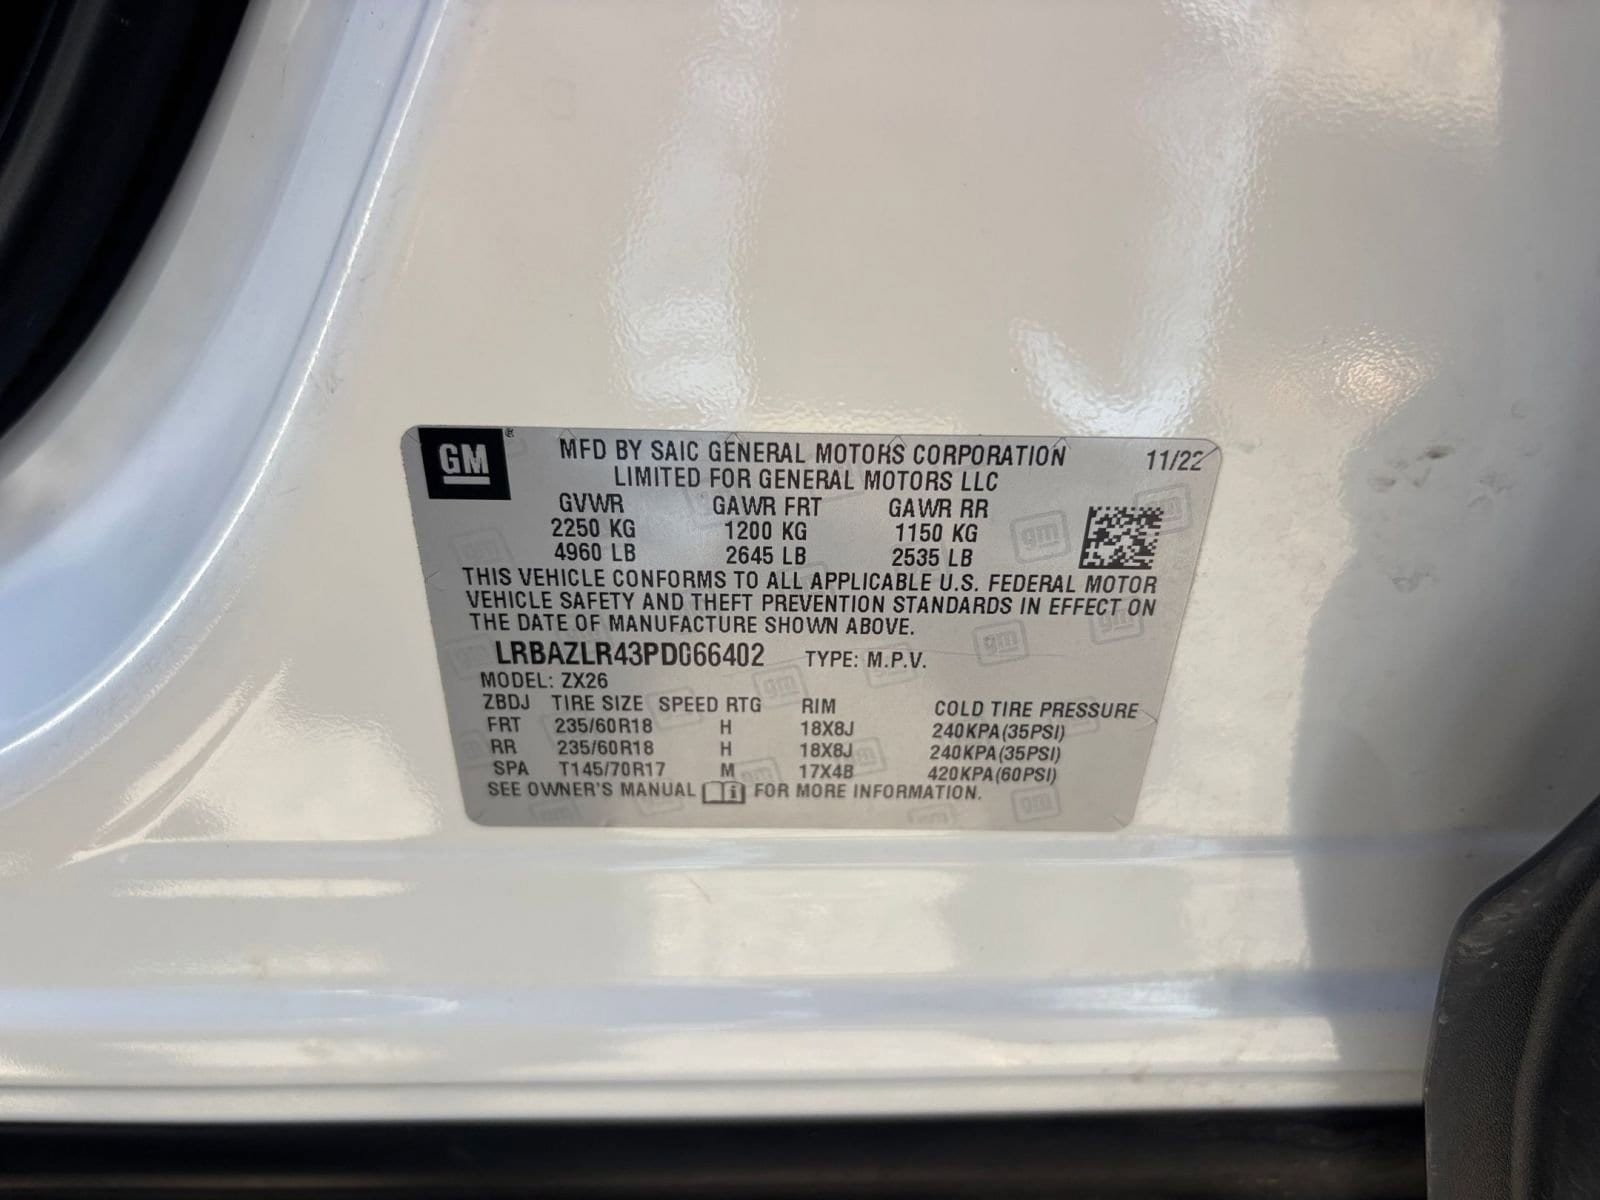 GM ® MFD BY SAIC GENERAL MOTORS CORPORATION 11/22
LIMITED FOR GENERAL MOTORS LLC
GVWR GAWR FRT GAWR RR
2250 KG 1200 KG 1150 KG
4960 LB 2645 LB 2535 LB
THIS VEHICLE CONFORMS TO ALL APPLICABLE U.S. FEDERAL MOTOR
VEHICLE SAFETY AND THEFT PREVENTION STANDARDS IN EFFECT ON
THE DATE OF MANUFACTURE SHOWN ABOVE.
LRBAZLR43PD066402 TYPE: M.P.V.
MODEL: ZX26
ZBDJ TIRE SIZE SPEED RTG RIM COLD TIRE PRESSURE
FRT 235/60R18 H 18X8J 240KPA(35PSI)
RR 235/60R18 H 18X8J 240KPA(35PSI)
SPA T145/70R17 M 17X4B 420KPA(60PSI)
SEE OWNER'S MANUAL i FOR MORE INFORMATION.